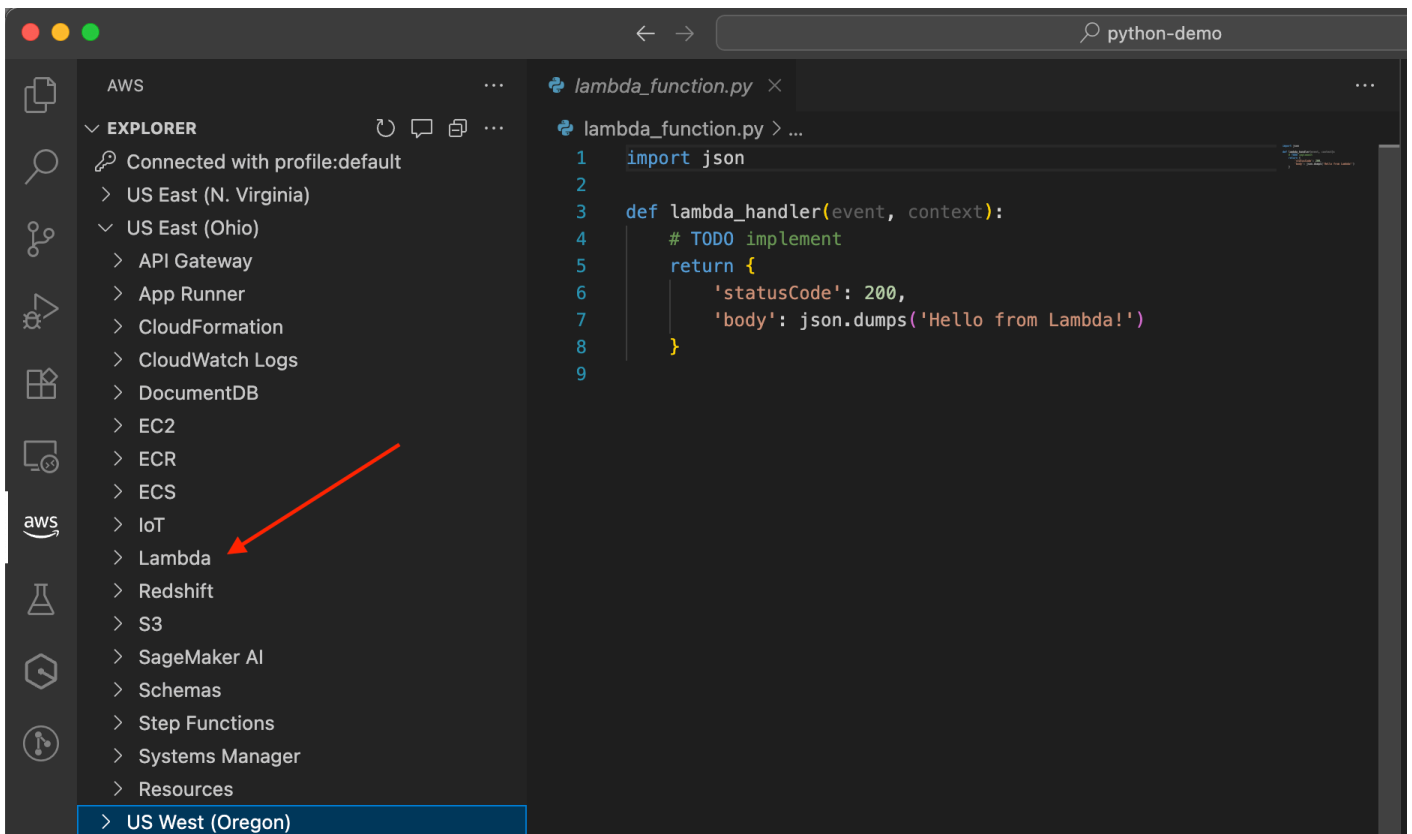 python-demo
AWS
EXPLORER
Connected with profile:default
US East (N. Virginia)
US East (Ohio)
API Gateway
App Runner
CloudFormation
CloudWatch Logs
DocumentDB
EC2
ECR
ECS
IoT
Lambda
Redshift
S3
SageMaker AI
Schemas
Step Functions
Systems Manager
Resources
US West (Oregon)
aws
lambda_function.py
lambda_function.py > ...
1 import json
2
3 def lambda_handler(event, context):
4     # TODO implement
5     return {
6         'statusCode': 200,
7         'body': json.dumps('Hello from Lambda!')
8     }
9